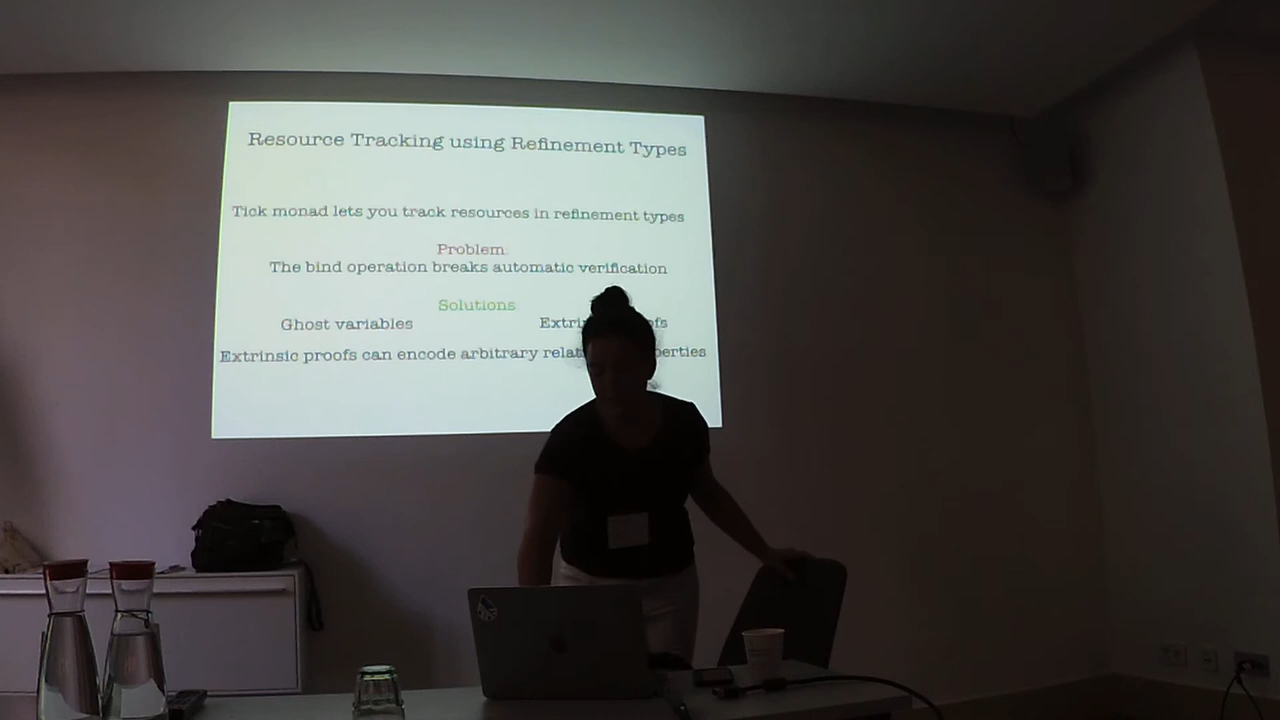 Resource Tracking using Refinement Types
Tick monad lets you track resources in refinement types
Problem
The bind operation breaks automatic verification
Solutions
Ghost variables
Extrinsic proofs can encode arbitrary